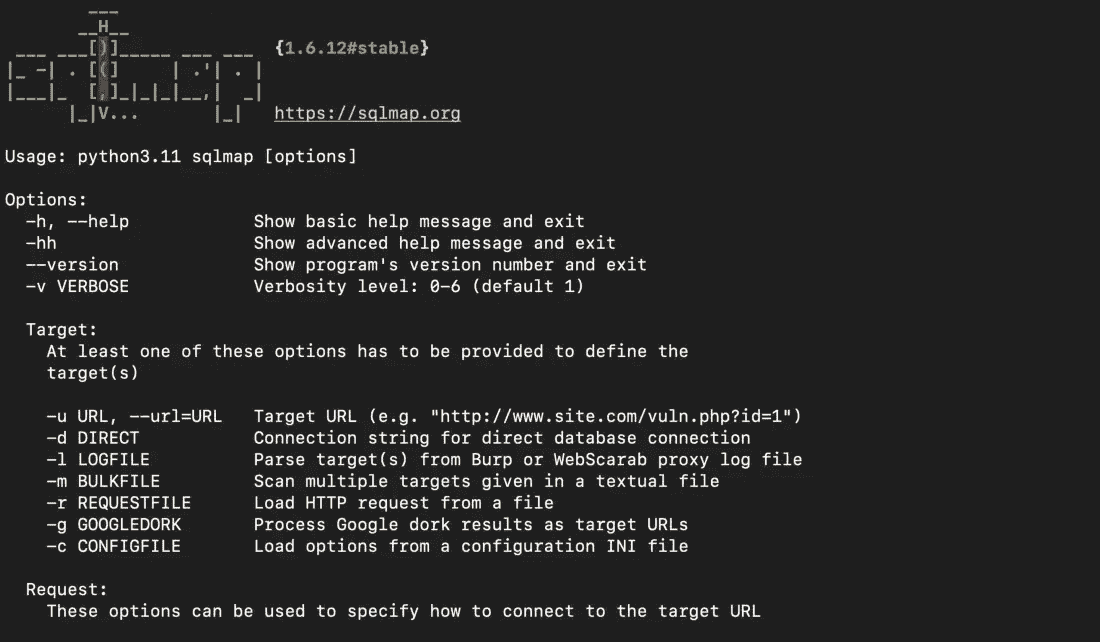 ___
       __H__
 ___ ___[)]_____ ___ ___  {1.6.12#stable}
|_ -| . [(]     | .'| . |
|___|_  [,]_|_|_|__,|  _|
      |_|V...       |_|   https://sqlmap.org
Usage: python3.11 sqlmap [options]
Options:
-h, --help Show basic help message and exit
-hh Show advanced help message and exit
--version Show program's version number and exit
-v VERBOSE Verbosity level: 0-6 (default 1)
Target:
At least one of these options has to be provided to define the
target(s)
-u URL, --url=URL Target URL (e.g. "http://www.site.com/vuln.php?id=1")
-d DIRECT Connection string for direct database connection
-l LOGFILE Parse target(s) from Burp or WebScarab proxy log file
-m BULKFILE Scan multiple targets given in a textual file
-r REQUESTFILE Load HTTP request from a file
-g GOOGLEDORK Process Google dork results as target URLs
-c CONFIGFILE Load options from a configuration INI file
Request:
These options can be used to specify how to connect to the target URL